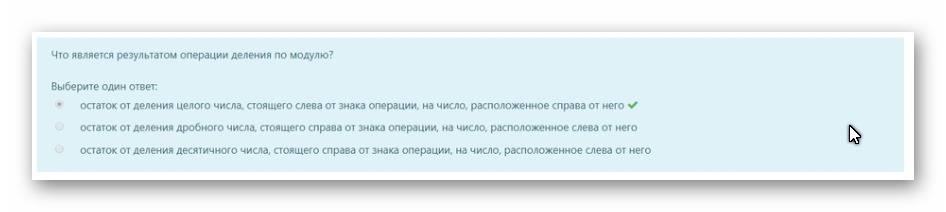 Что является результатом операции деления по модулю?
Выберите один ответ:
остаток от деления целого числа, стоящего слева от знака операции, на число, расположенное справа от него
остаток от деления дробного числа, стоящего справа от знака операции, на число, расположенное слева от него
остаток от деления десятичного числа, стоящего справа от знака операции, на число, расположенное слева от него